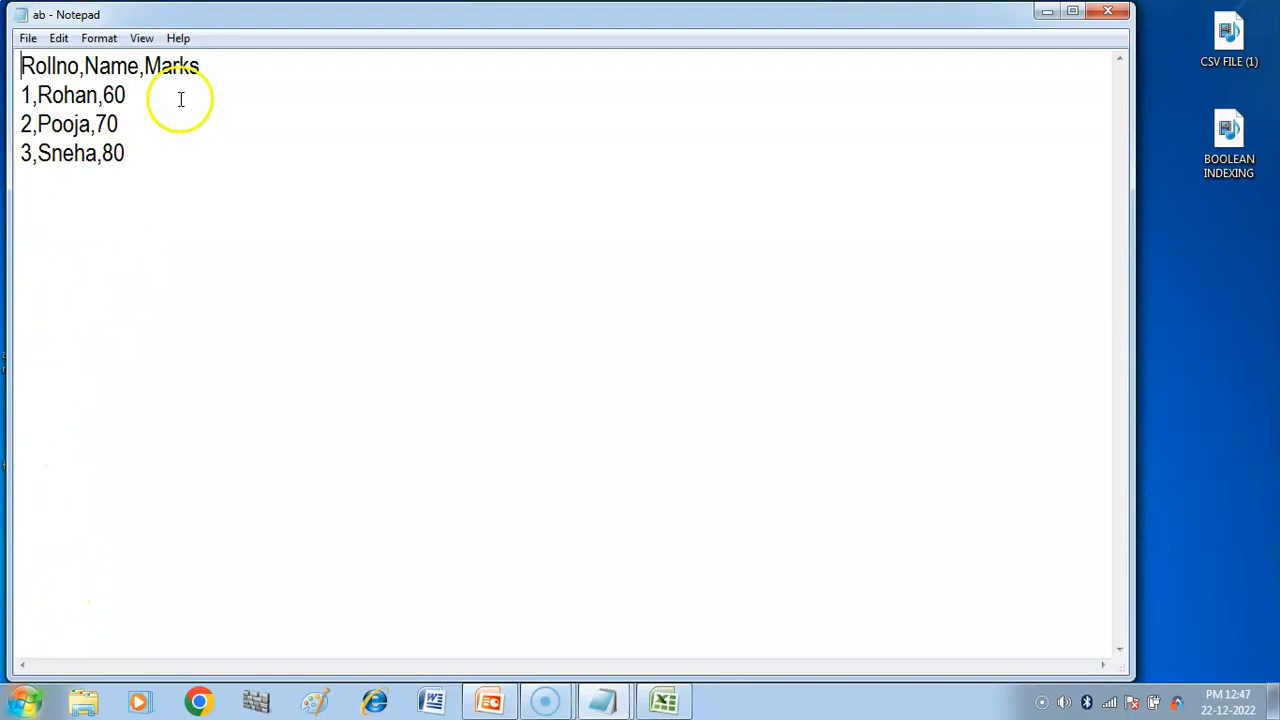 ab - Notepad
File Edit Format View Help
Rollno,Name,Marks
1,Rohan,60
2,Pooja,70
3,Sneha,80
CSV FILE (1)
BOOLEAN
INDEXING
PM 12:47
22-12-2022